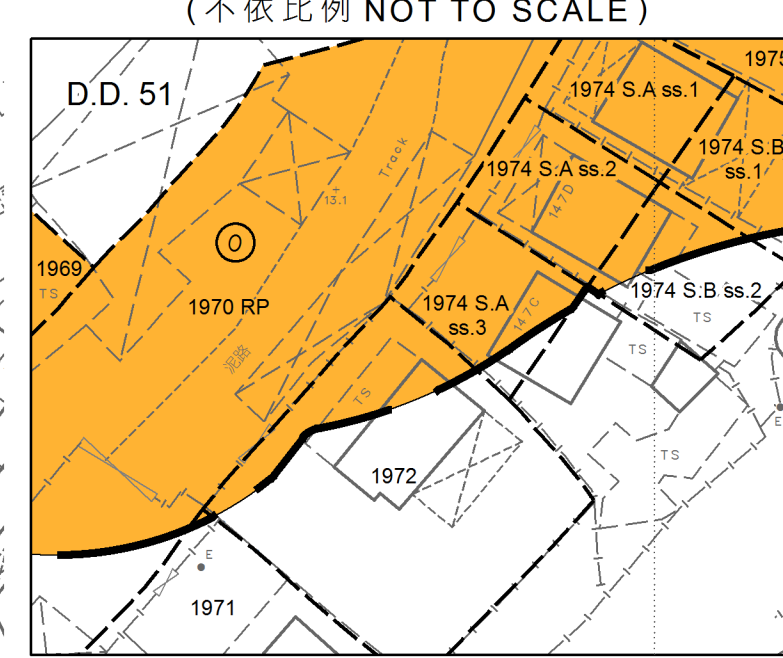 (不依比例 NOT TO SCALE)
D.D. 51
1975
1974 S.A ss.1
1974 S.B
ss.1
1974 S.A ss.2
Track
13.1
147D
O
1969
TS
1970 RP
1974 S.A
ss.3
147C
1974 S.B ss.2
TS
TS
泥路
TS
1972
TS
E
E
1971